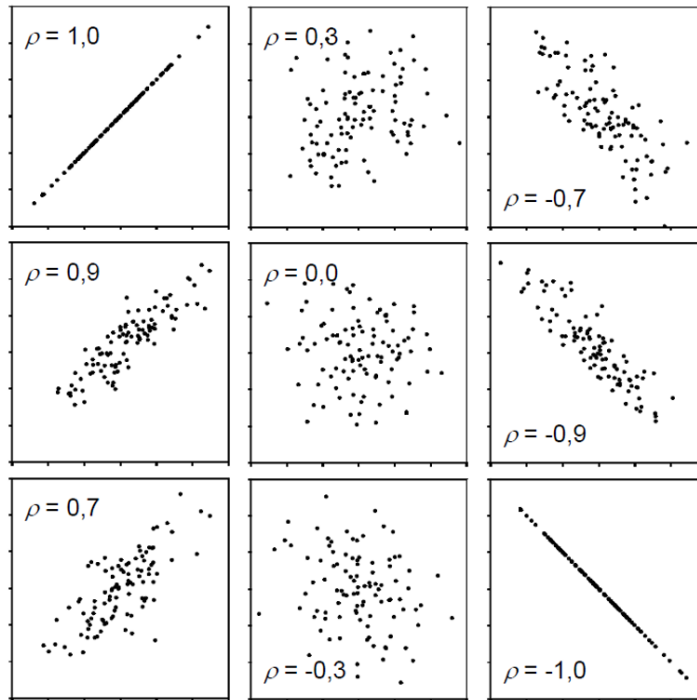 ρ = 1,0
ρ = 0,3
ρ = -0,7
ρ = 0,9
ρ = 0,0
ρ = -0,9
ρ = 0,7
ρ = -0,3
ρ = -1,0